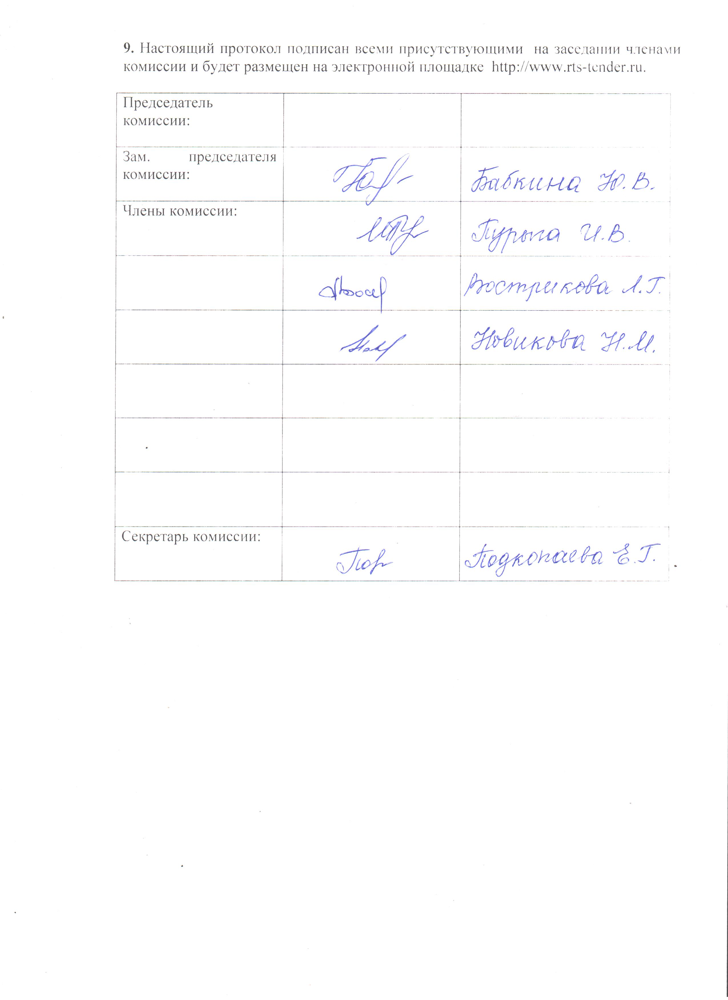 9. Настоящий протокол подписан всеми присутствующими на заседании членами
комиссии и будет размещен на электронной площадке http://www.rts-tender.ru.
Председатель
комиссии:
Зам. председателя
комиссии:
Бабкина Ю.В.
Члены комиссии:
И.В.
Вострикова Л.Г.
Новикова Н.М.
Секретарь комиссии:
Подкопаева Е.Г.